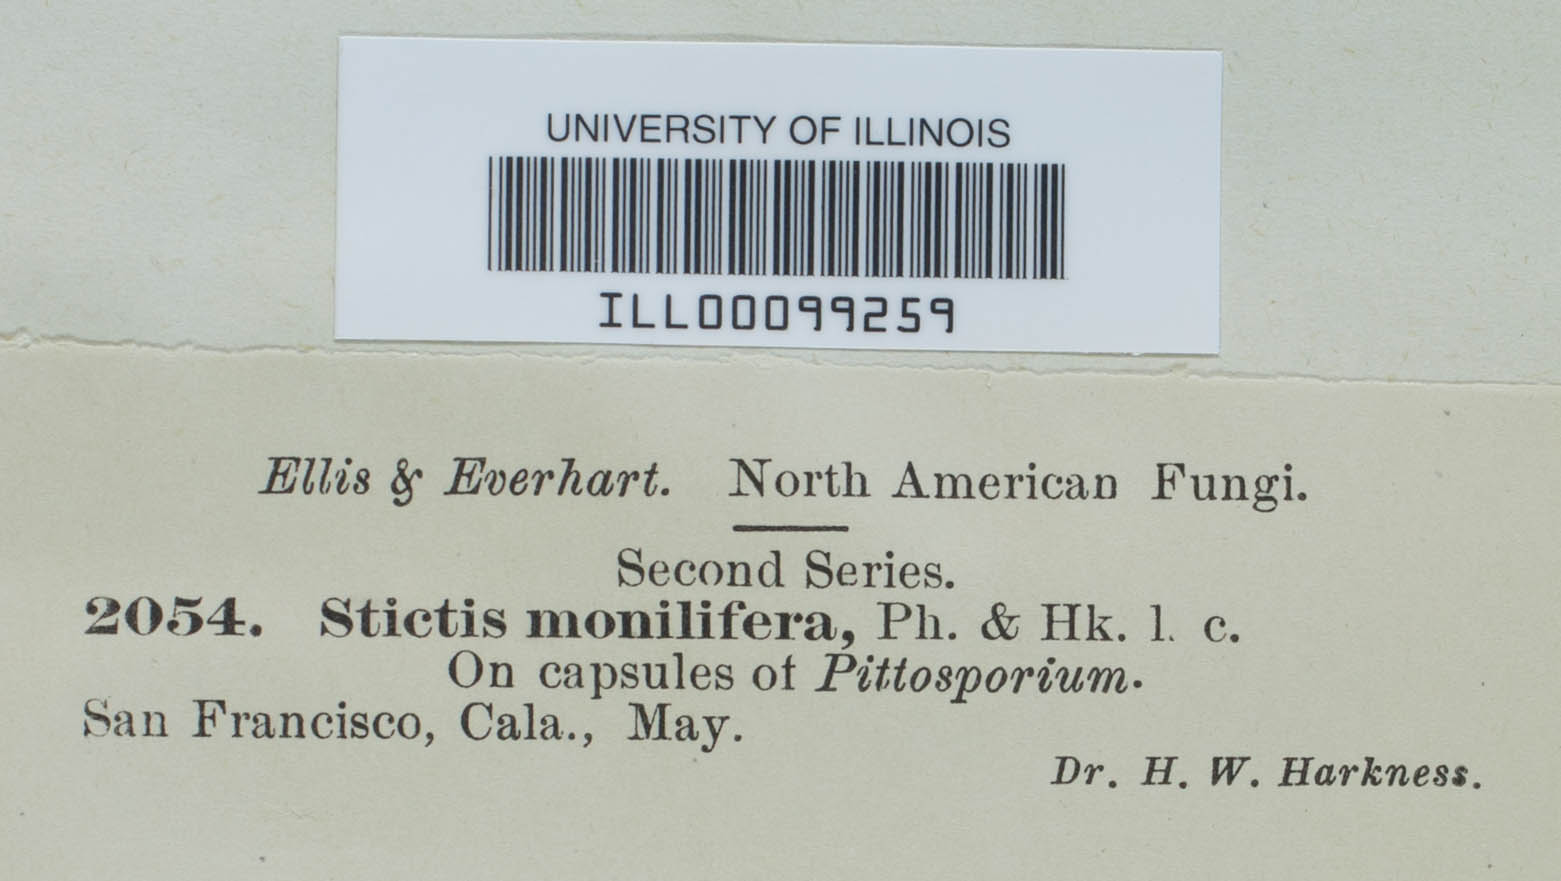 UNIVERSITY OF ILLINOIS
ILL00099259
Ellis & Everhart. North American Fungi.
Second Series.
2054. Stictis monilifera, Ph. & Hk. l. c.
On capsules of Pittosporium.
San Francisco, Cala., May.
Dr. H. W. Harkness.